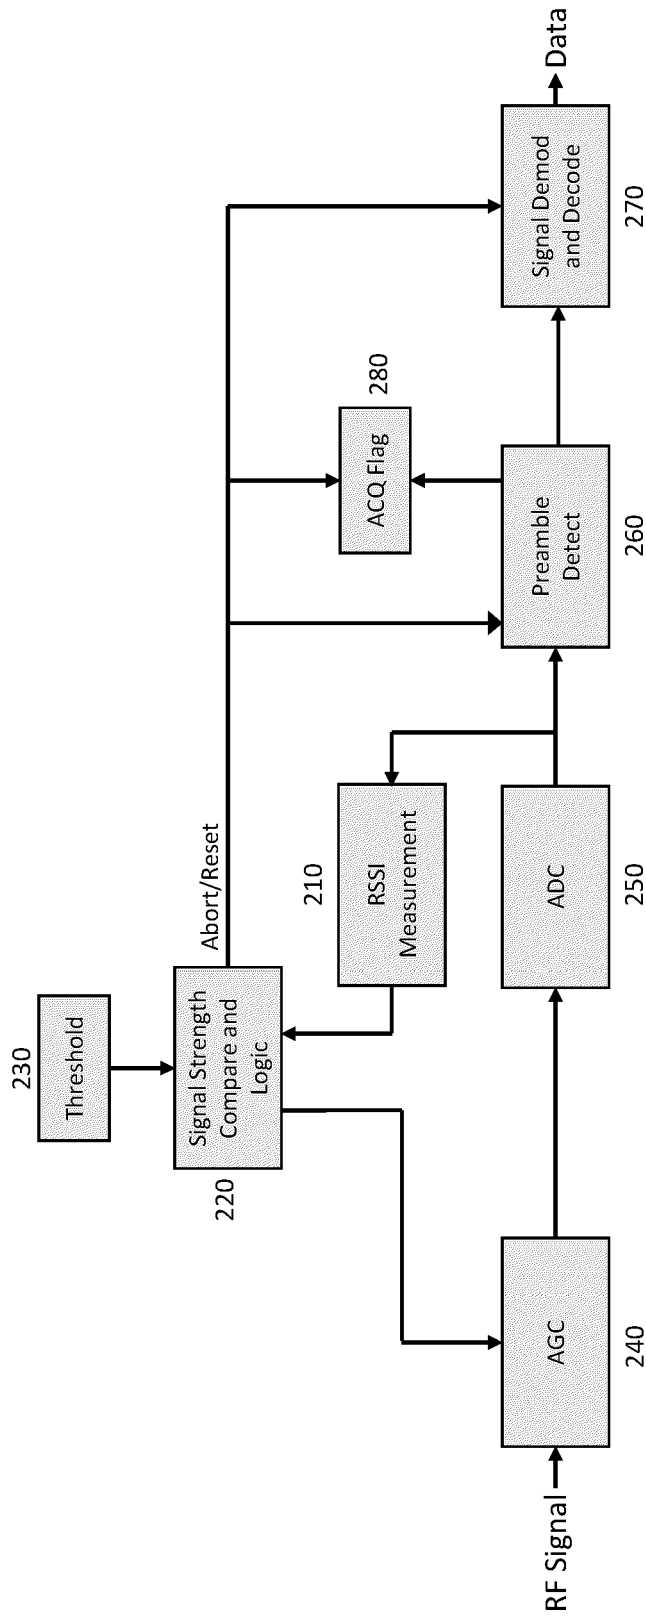 230
Threshold
Signal Strength
Compare and
Logic
220
Abort/Reset
210
RSSI
Measurement
ACQ Flag
280
RF Signal
AGC
240
ADC
250
Preamble
Detect
260
Signal Demod
and Decode
270
Data